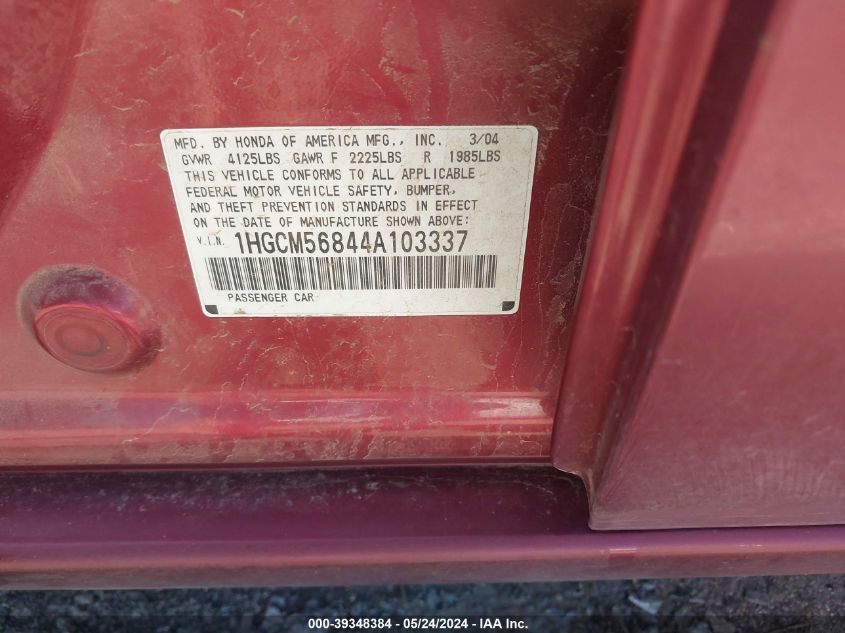 MFD. BY HONDA OF AMERICA MFG., INC. 3/04
GVWR 4125LBS GAWR F 2225LBS R 1985LBS
THIS VEHICLE CONFORMS TO ALL APPLICABLE
FEDERAL MOTOR VEHICLE SAFETY, BUMPER,
AND THEFT PREVENTION STANDARDS IN EFFECT
ON THE DATE OF MANUFACTURE SHOWN ABOVE:
V.I.N. 1HGCM56844A103337
PASSENGER CAR
000-39348384 - 05/24/2024 - IAA Inc.